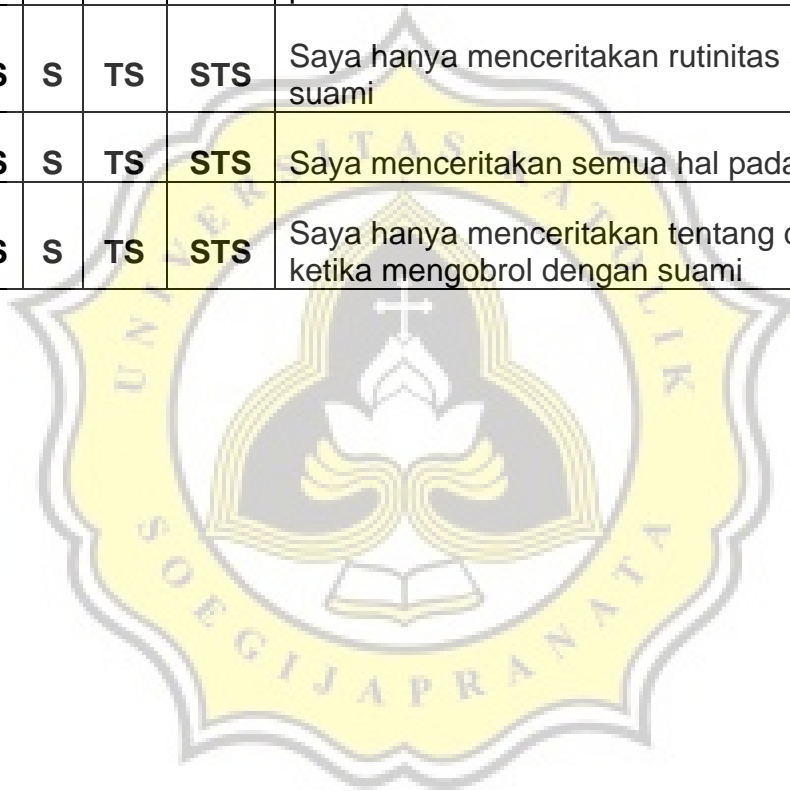 S TS STS Saya hanya menceritakan rutinitas
suami
S TS STS Saya menceritakan semua hal pada
S TS STS Saya hanya menceritakan tentang
ketika mengobrol dengan suami
UNIVERSITAS KATOLIK
SOEGIJAPRANATA